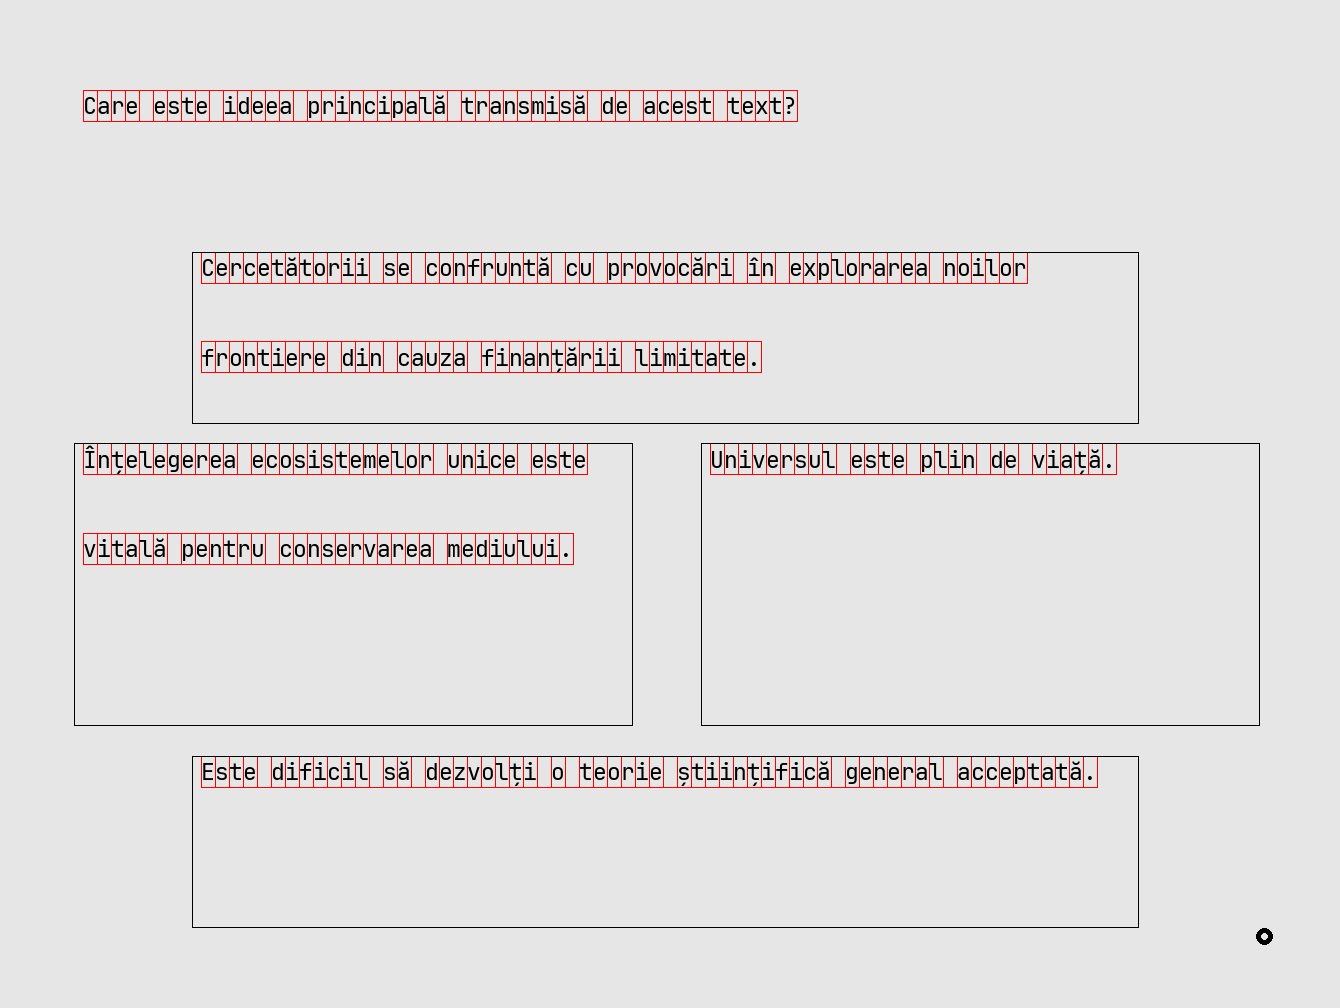 Care este ideea principală transmisă de acest text?
Cercetătorii se confruntă cu provocări în explorarea noilor
frontiere din cauza finanțării limitate.
Înțelegerea ecosistemelor unice este
vitală pentru conservarea mediului.
Universul este plin de viață.
Este dificil să dezvolți o teorie științifică general acceptată.